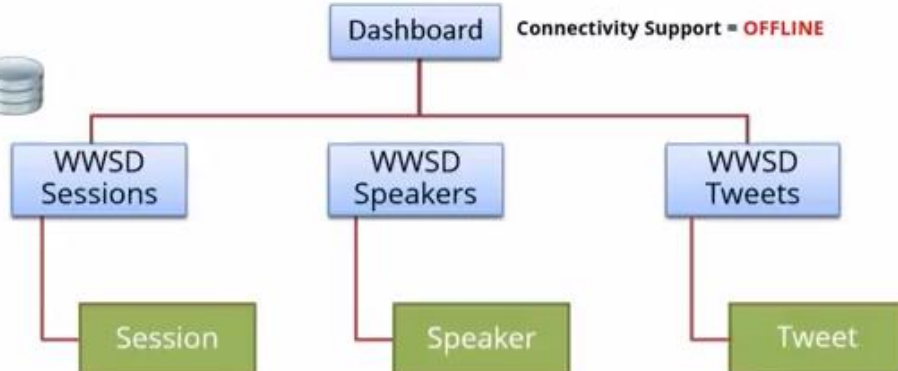 Dashboard
Connectivity Support = OFFLINE
WWSD
Sessions
WWSD
Speakers
WWSD
Tweets
Session
Speaker
Tweet